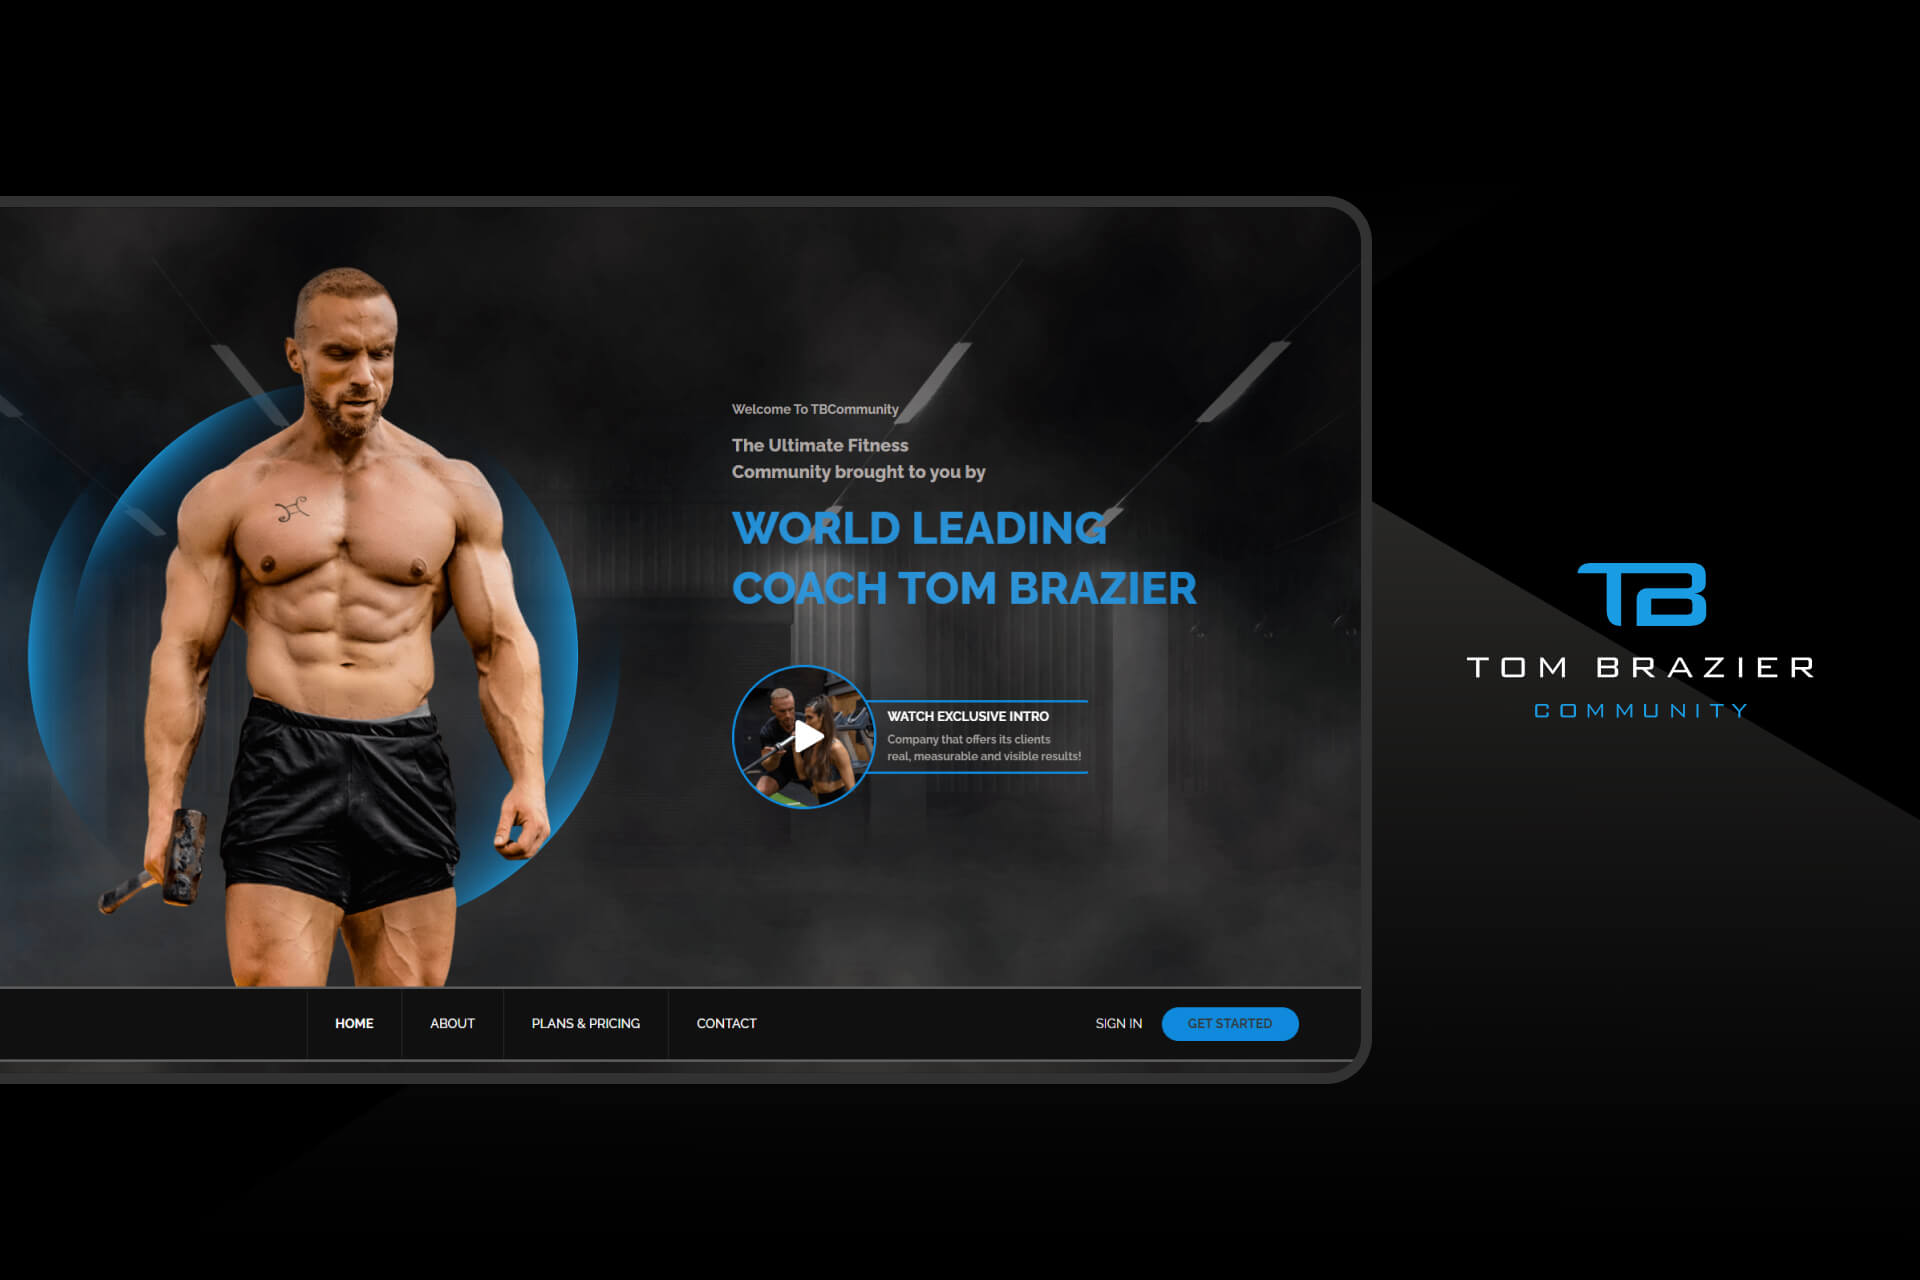 Welcome To TBCommunity
The Ultimate Fitness
Community brought to you by
WORLD LEADING
COACH TOM BRAZIER
WATCH EXCLUSIVE INTRO
Company that offers its clients
real, measurable and visible results!
HOME
ABOUT
PLANS & PRICING
CONTACT
SIGN IN
GET STARTED
TB
TOM BRAZIER
COMMUNITY